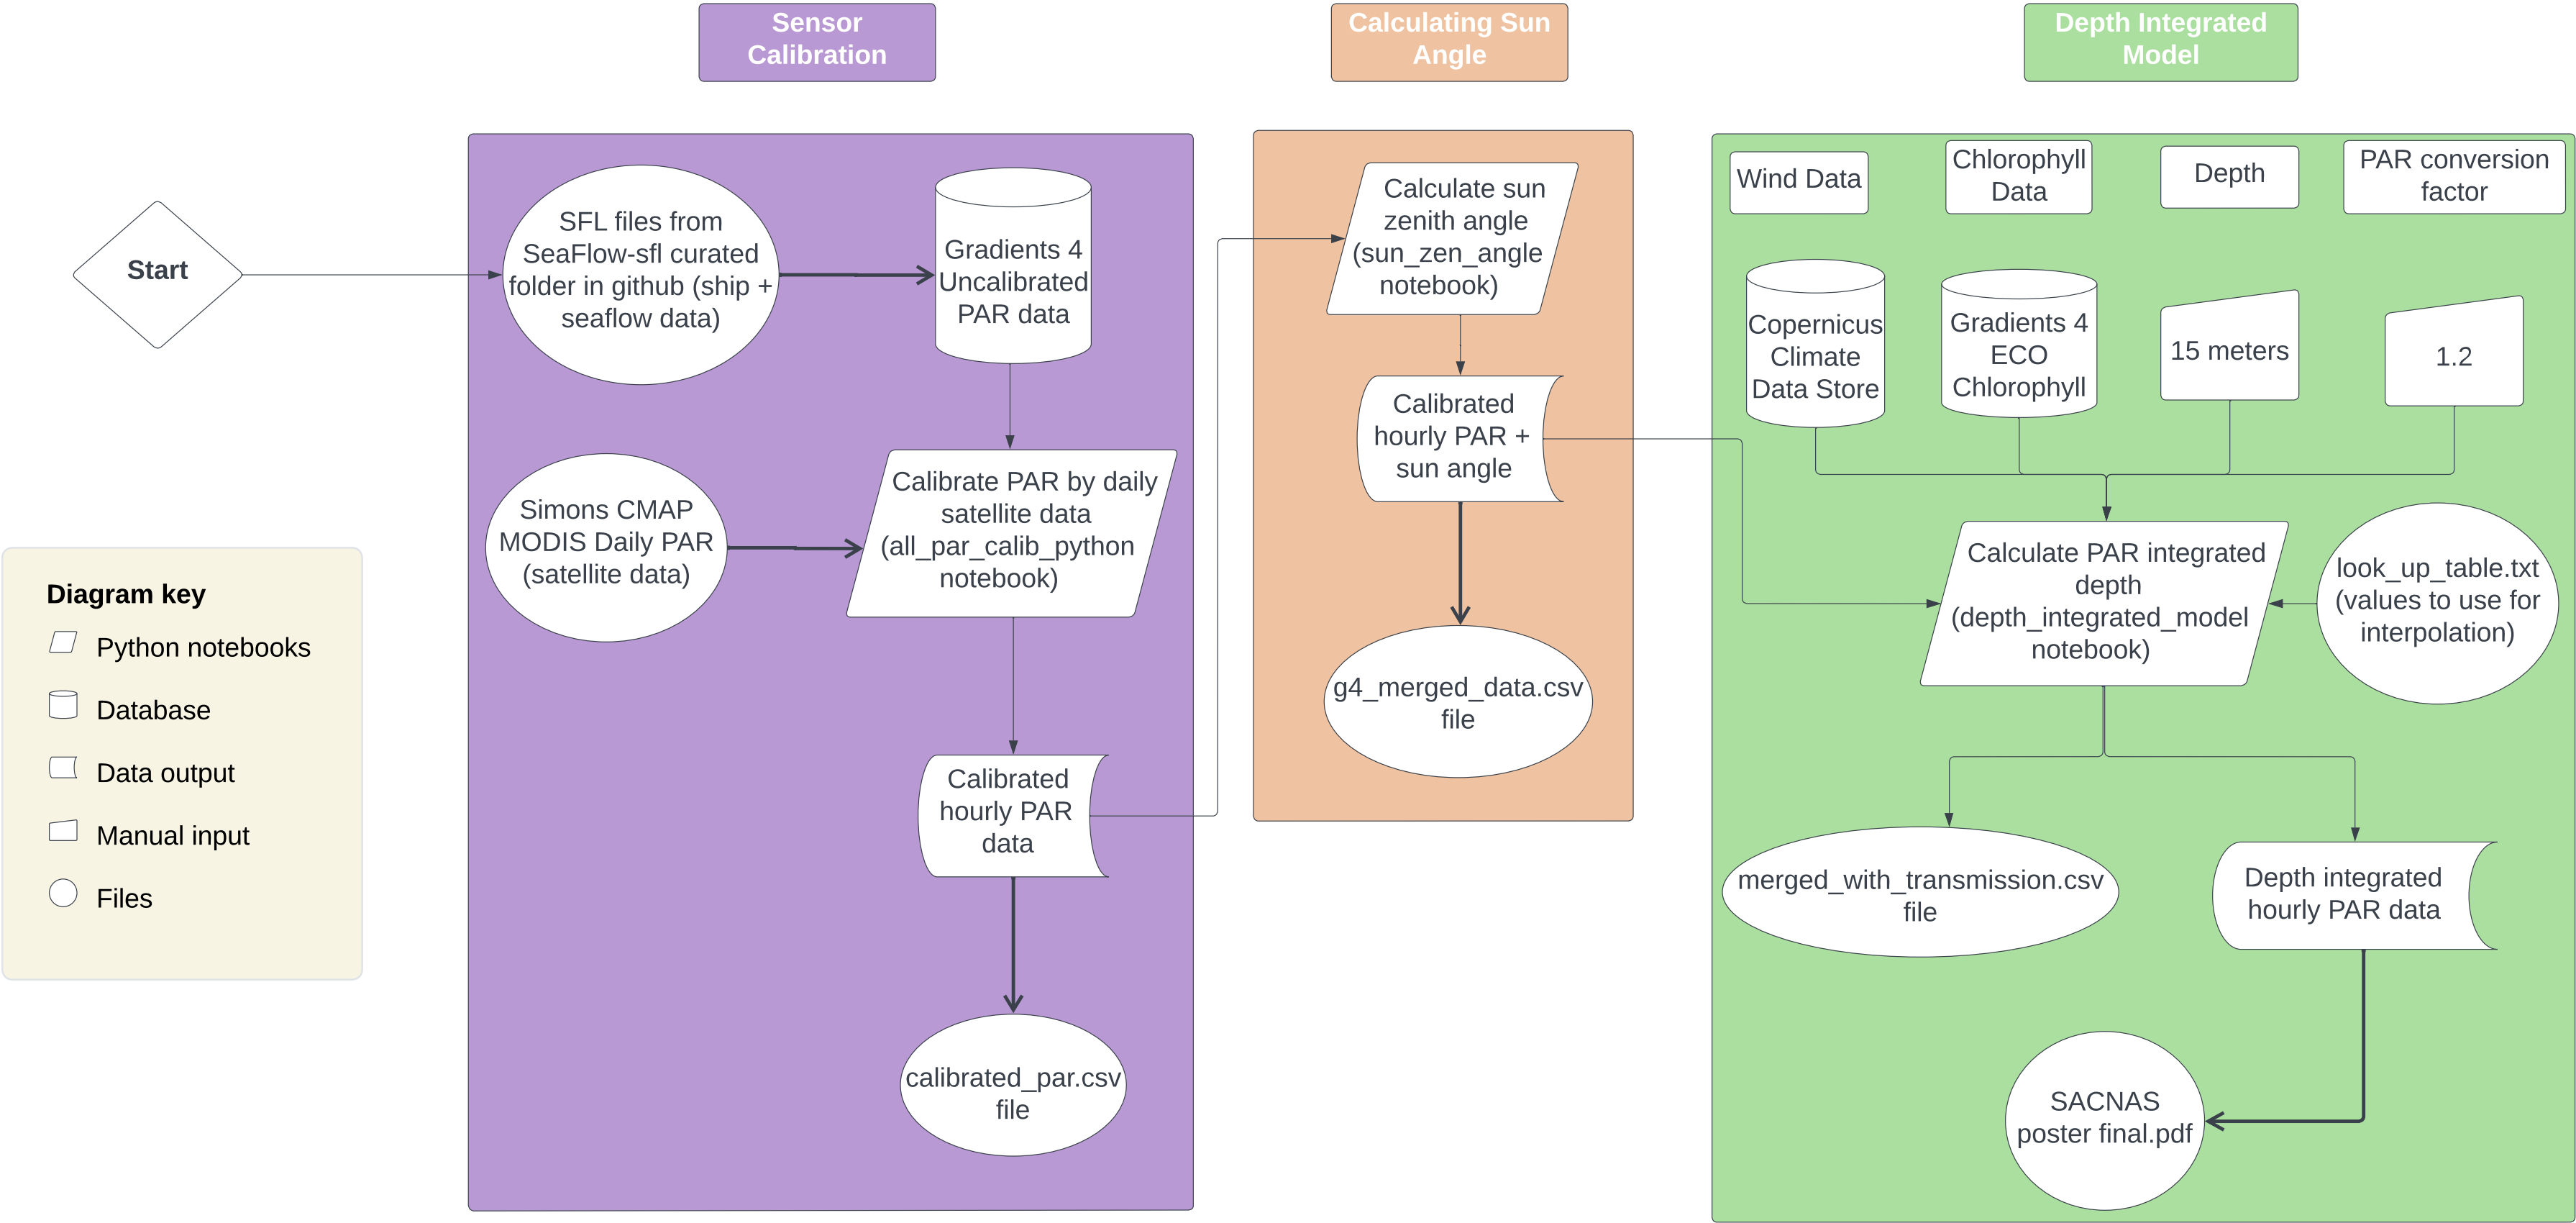 Sensor
Calibration
Calculating Sun
Angle
Depth Integrated
Model
Start
SFL files from
SeaFlow-sfl curated
folder in github (ship +
seaflow data)
Gradients 4
Uncalibrated
PAR data
Simons CMAP
MODIS Daily PAR
(satellite data)
Calibrate PAR by daily
satellite data
(all_par_calib_python
notebook)
Calibrated
hourly PAR
data
calibrated_par.csv
file
Calculate sun
zenith angle
(sun_zen_angle
notebook)
Calibrated
hourly PAR +
sun angle
g4_merged_data.csv
file
Wind Data
Chlorophyll
Data
Depth
PAR conversion
factor
Copernicus
Climate
Data Store
Gradients 4
ECO
Chlorophyll
15 meters
1.2
Calculate PAR integrated
depth
(depth_integrated_model
notebook)
look_up_table.txt
(values to use for
interpolation)
merged_with_transmission.csv
file
Depth integrated
hourly PAR data
SACNAS
poster final.pdf
Diagram key
Python notebooks
Database
Data output
Manual input
Files